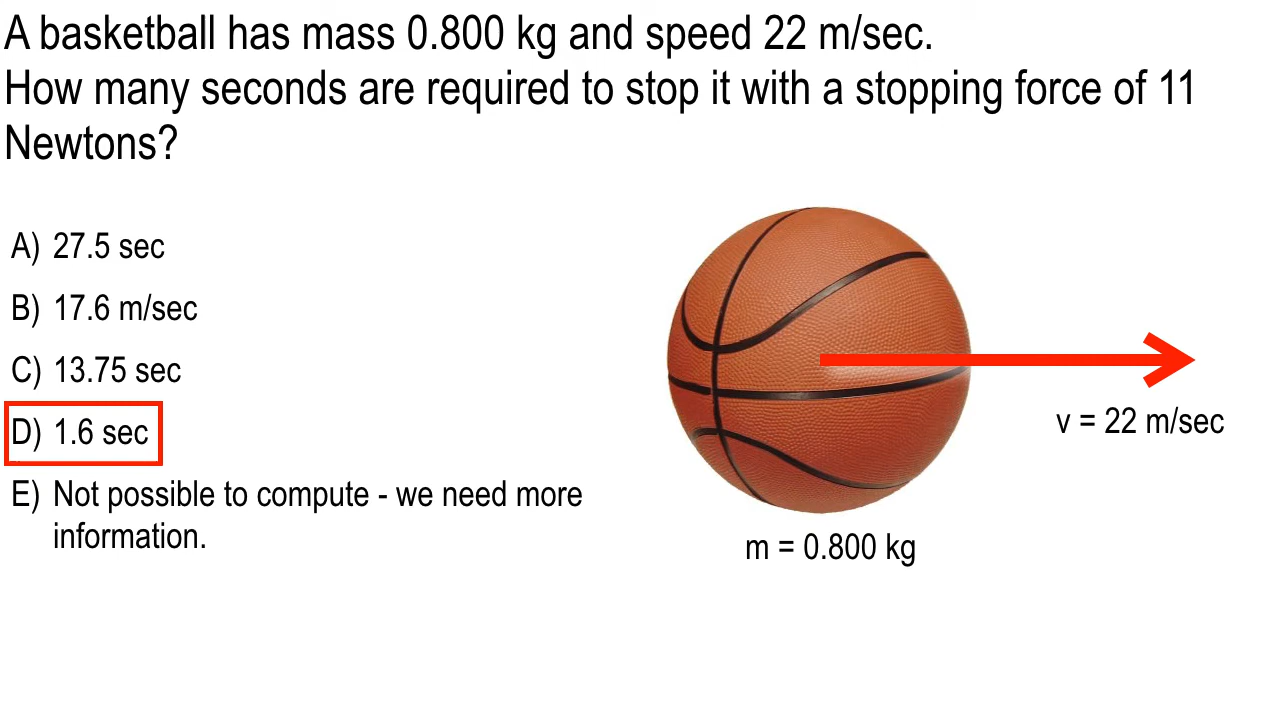 A basketball has mass 0.800 kg and speed 22 m/sec.
How many seconds are required to stop it with a stopping force of 11
Newtons?
A) 27.5 sec
B) 17.6 m/sec
C) 13.75 sec
D) 1.6 sec
E) Not possible to compute - we need more
information.
v = 22 m/sec
m = 0.800 kg